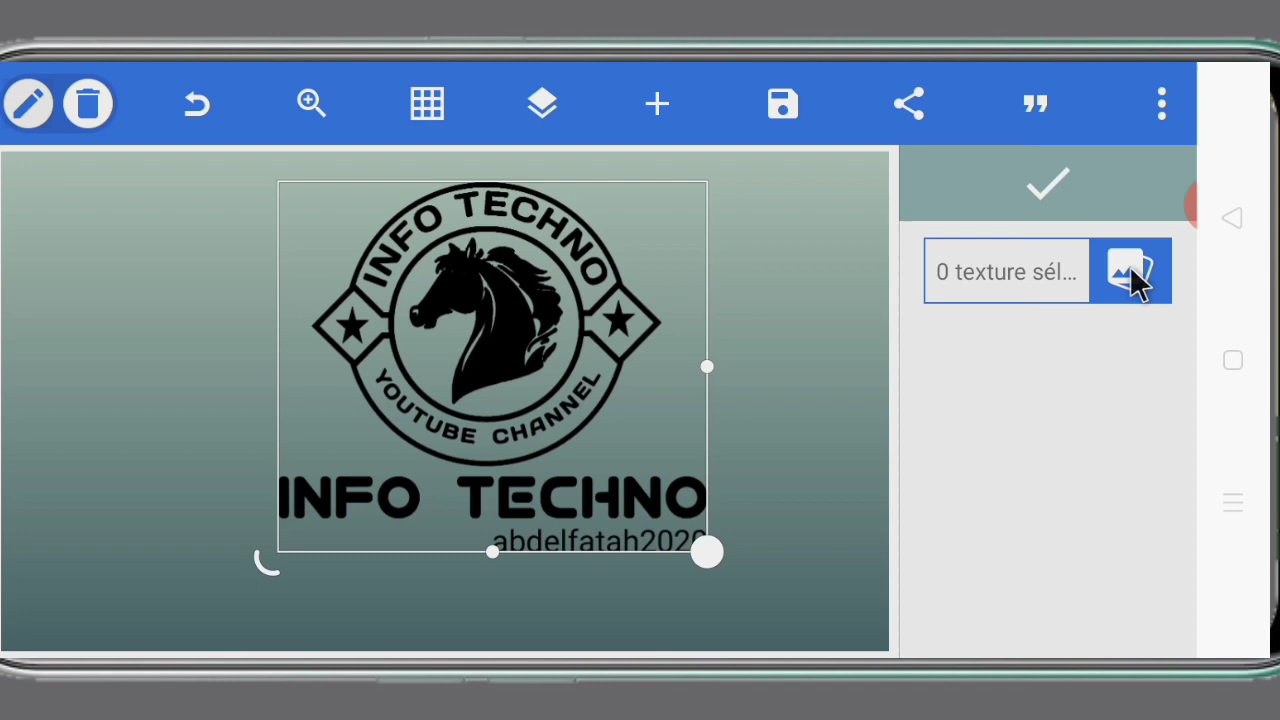 0 texture sél...
INFO TECHNO
YOUTUBE CHANNEL
INFO TECHNO
abdelfatah2020